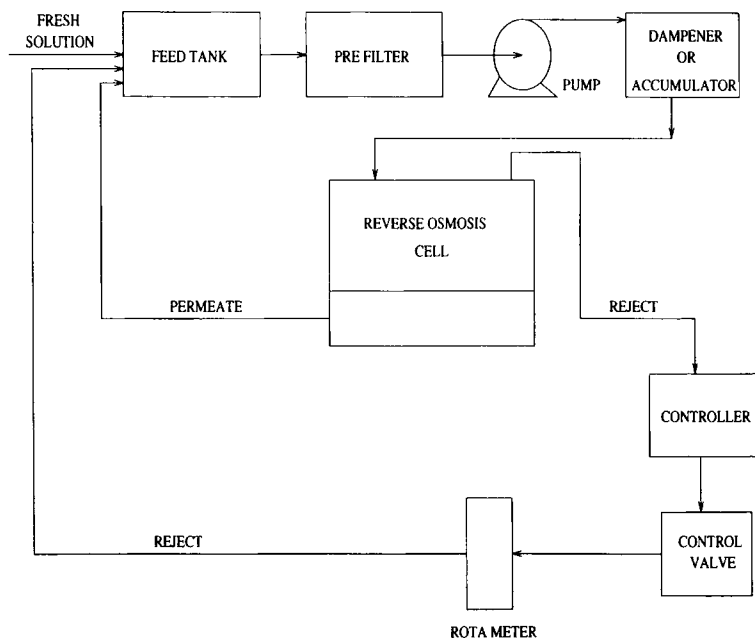 FRESH
SOLUTION
FEED TANK
PRE FILTER
PUMP
DAMPENER
OR
ACCUMULATOR
REVERSE OSMOSIS
CELL
PERMEATE
REJECT
CONTROLLER
CONTROL
VALVE
REJECT
ROTA METER